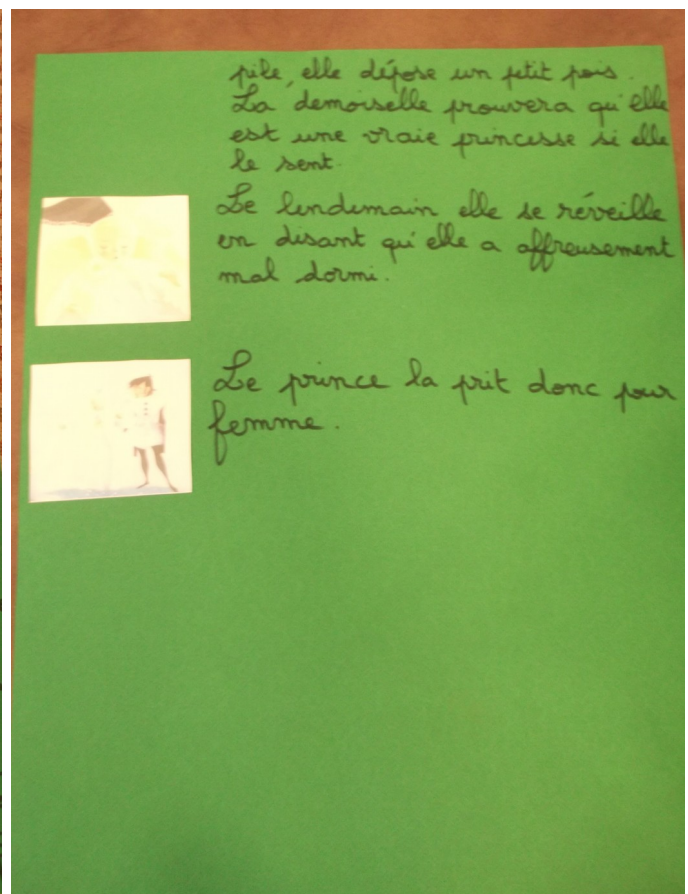 pile, elle dépose un petit pois.
La demoiselle prouvera qu'elle
est une vraie princesse si elle
le sent.
Le lendemain elle se réveille
en disant qu'elle a affreusement
mal dormi.
Le prince la prit donc pour
femme.